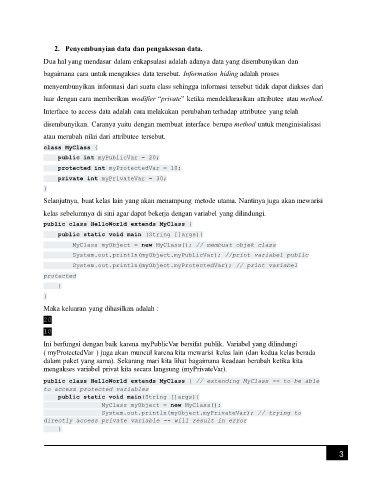 2. Penyembunyian data dan pengaksesan data.
Dua hal yang mendasar dalam enkapsulasi adalah adanya data yang disembunyikan dan
bagaimana cara untuk mengakses data tersebut. Information hiding adalah proses
menyembunyikan informasi dari suatu class sehingga informasi tersebut tidak dapat diakses dari
luar dengan cara memberikan modifier "private" ketika mendeklarasikan attributee atau method.
Interface to access data adalah cara melakukan perubahan terhadap attributee yang telah
disembunyikan. Caranya yaitu dengan membuat interface berupa method untuk menginisialisasi
atau merubah nilai dari attributee tersebut.
class MyClass {
public int myPublicVar = 20;
protected int myProtectedVar = 10;
private int myPrivateVar = 30;
}
Selanjutnya, buat kelas lain yang akan menampung metode utama. Nantinya juga akan mewarisi
kelas sebelumnya di sini agar dapat bekerja dengan variabel yang dilindungi.
public class HelloWorld extends MyClass {
public static void main (String []args){
MyClass myObject = new MyClass(); // membuat objek class
System.out.println(myObject.myPublicVar); //print variabel public
System.out.println(myObject.myProtectedVar); // print variabel
protected
}
}
Maka keluaran yang dihasilkan adalah :
20
10
Ini berfungsi dengan baik karena myPublicVar bersifat publik. Variabel yang dilindungi
( myProtectedVar ) juga akan muncul karena kita mewarisi kelas lain (dan kedua kelas berada
dalam paket yang sama). Sekarang mari kita lihat bagaimana keadaan berubah ketika kita
mengakses variabel privat kita secara langsung (myPrivateVar).
public class HelloWorld extends MyClass { // extending MyClass == to be able
to access protected variables
public static void main(String []args){
MyClass myObject = new MyClass();
System.out.println(myObject.myPrivateVar); // trying to
directly access private variable -- will result in error
}
3